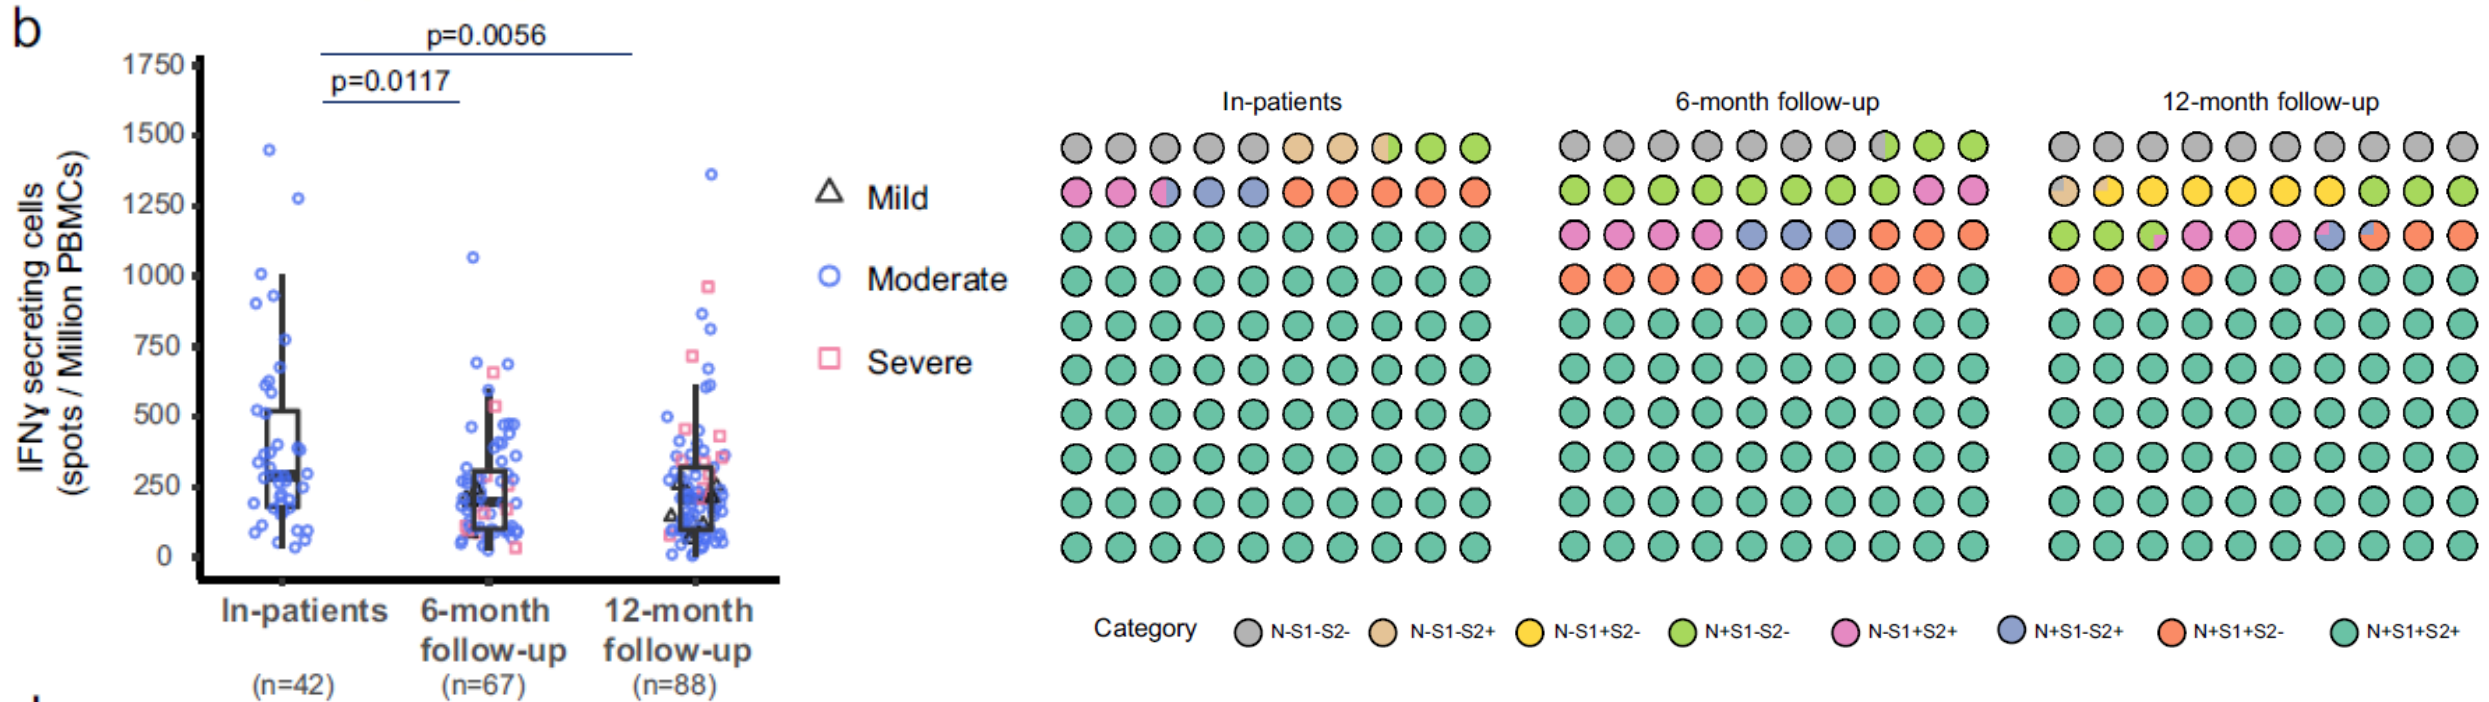 b
p=0.0056
p=0.0117
IFNγ secreting cells
(spots / Million PBMCs)
1750
1500
1250
1000
750
500
250
0
In-patients
(n=42)
6-month
follow-up
(n=67)
12-month
follow-up
(n=88)
Mild
Moderate
Severe
In-patients
6-month follow-up
12-month follow-up
Category
N-S1-S2-
N-S1-S2+
N-S1+S2-
N+S1-S2-
N-S1+S2+
N+S1-S2+
N+S1+S2-
N+S1+S2+